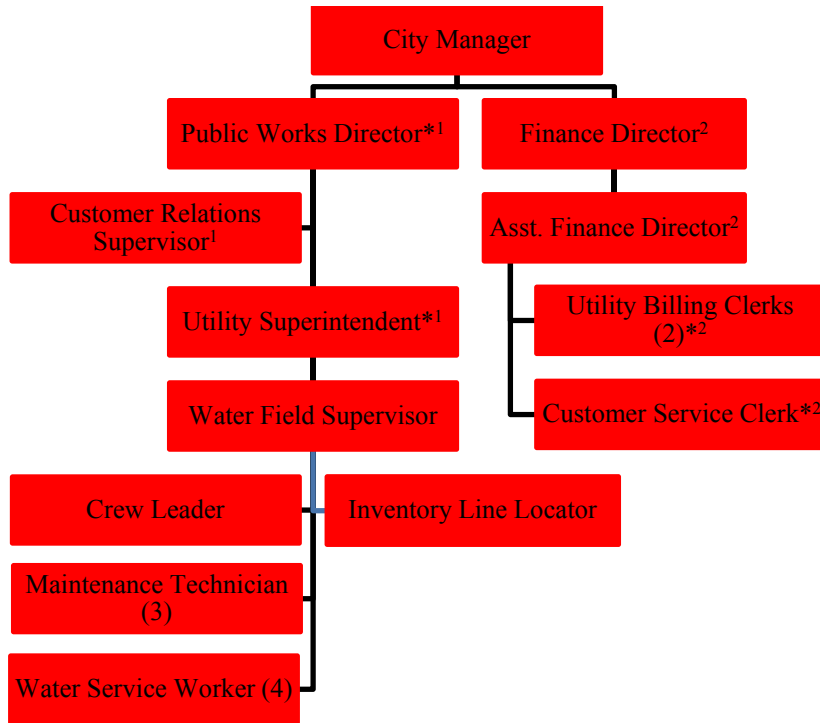 City Manager
Public Works Director*1
Finance Director2
Customer Relations
Supervisor1
Asst. Finance Director2
Utility Superintendent*1
Utility Billing Clerks
(2)*2
Water Field Supervisor
Customer Service Clerk*2
Crew Leader
Inventory Line Locator
Maintenance Technician
(3)
Water Service Worker (4)